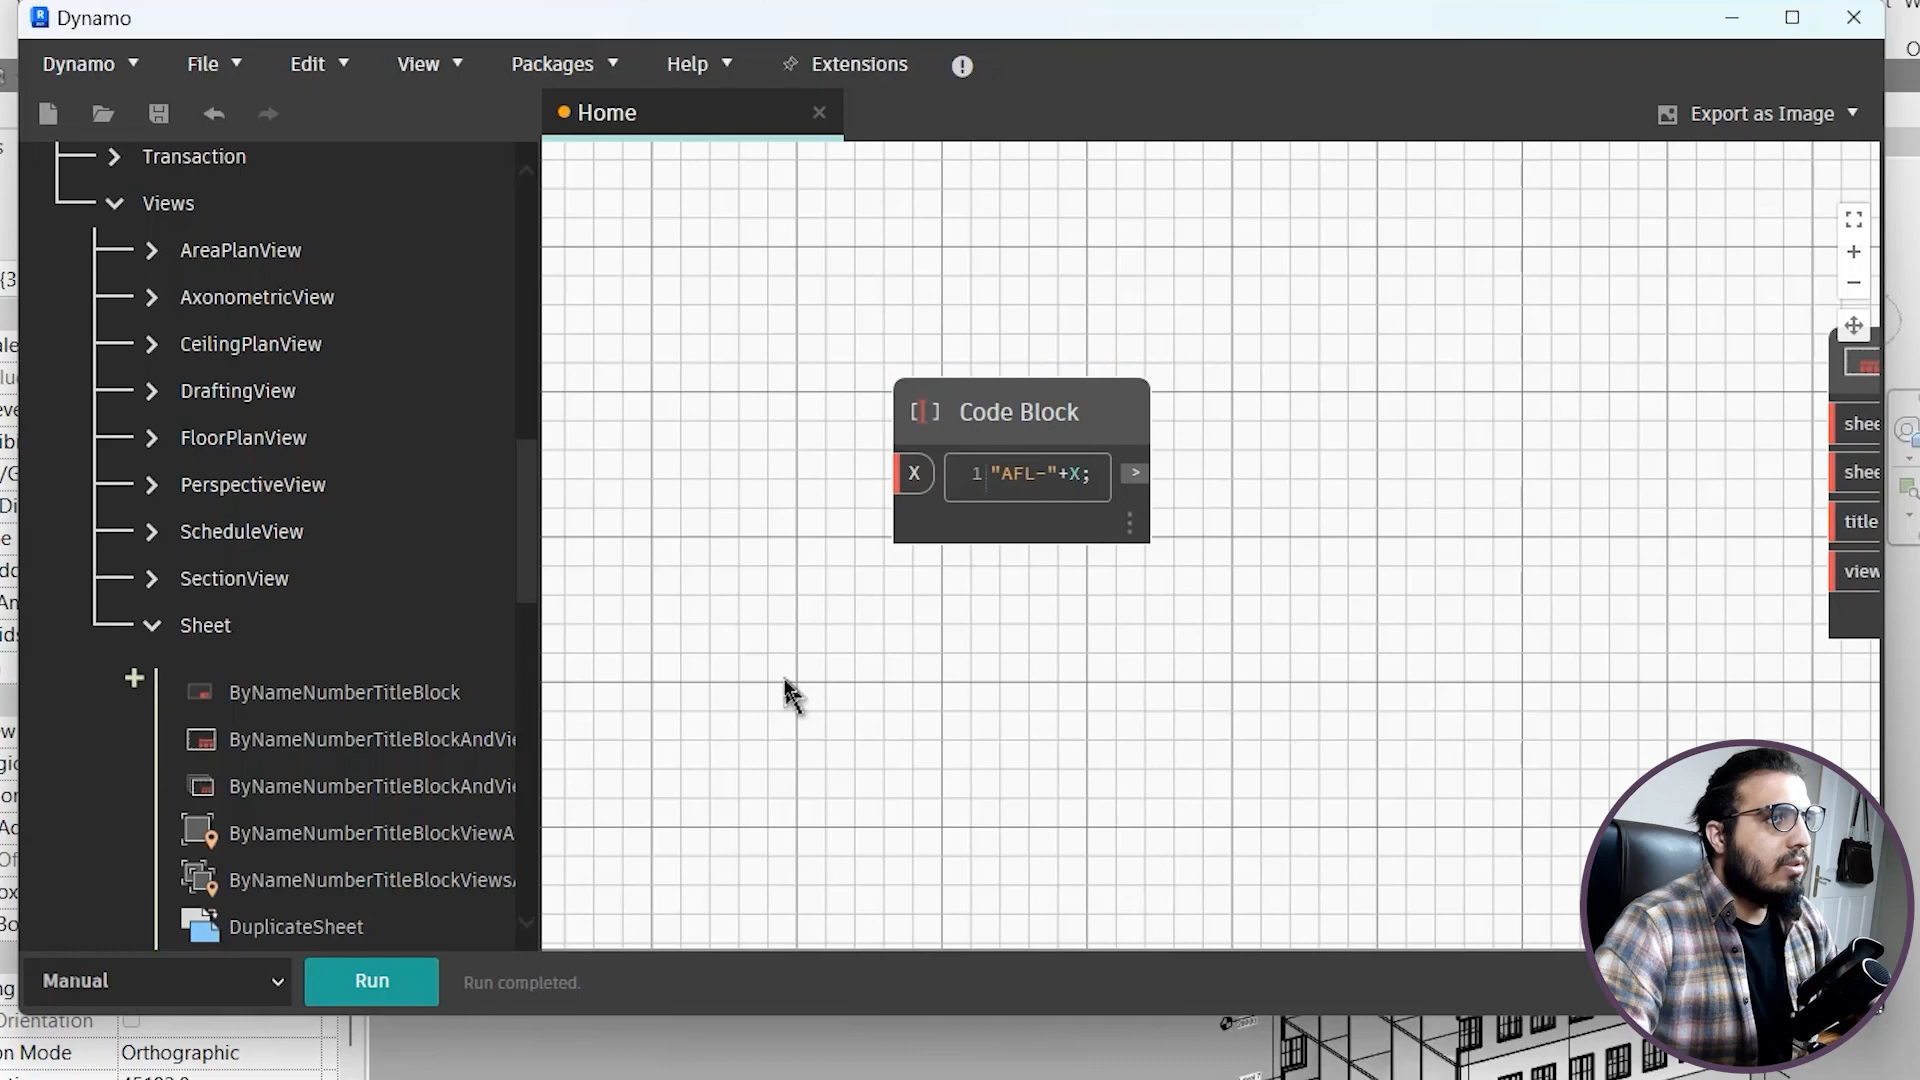 Dynamo
Dynamo File Edit View Packages Help Extensions
Home
Export as Image
Transaction
Views
AreaPlanView
AxonometricView
CeilingPlanView
DraftingView
FloorPlanView
PerspectiveView
ScheduleView
SectionView
Sheet
ByNameNumberTitleBlock
ByNameNumberTitleBlockAndVie
ByNameNumberTitleBlockAndVie
ByNameNumberTitleBlockViewA
ByNameNumberTitleBlockViews
DuplicateSheet
Code Block
X 1 "AFL-"+X; >
shee
shee
title
view
Manual
Run
Run completed.
Orientation
on Mode Orthographic